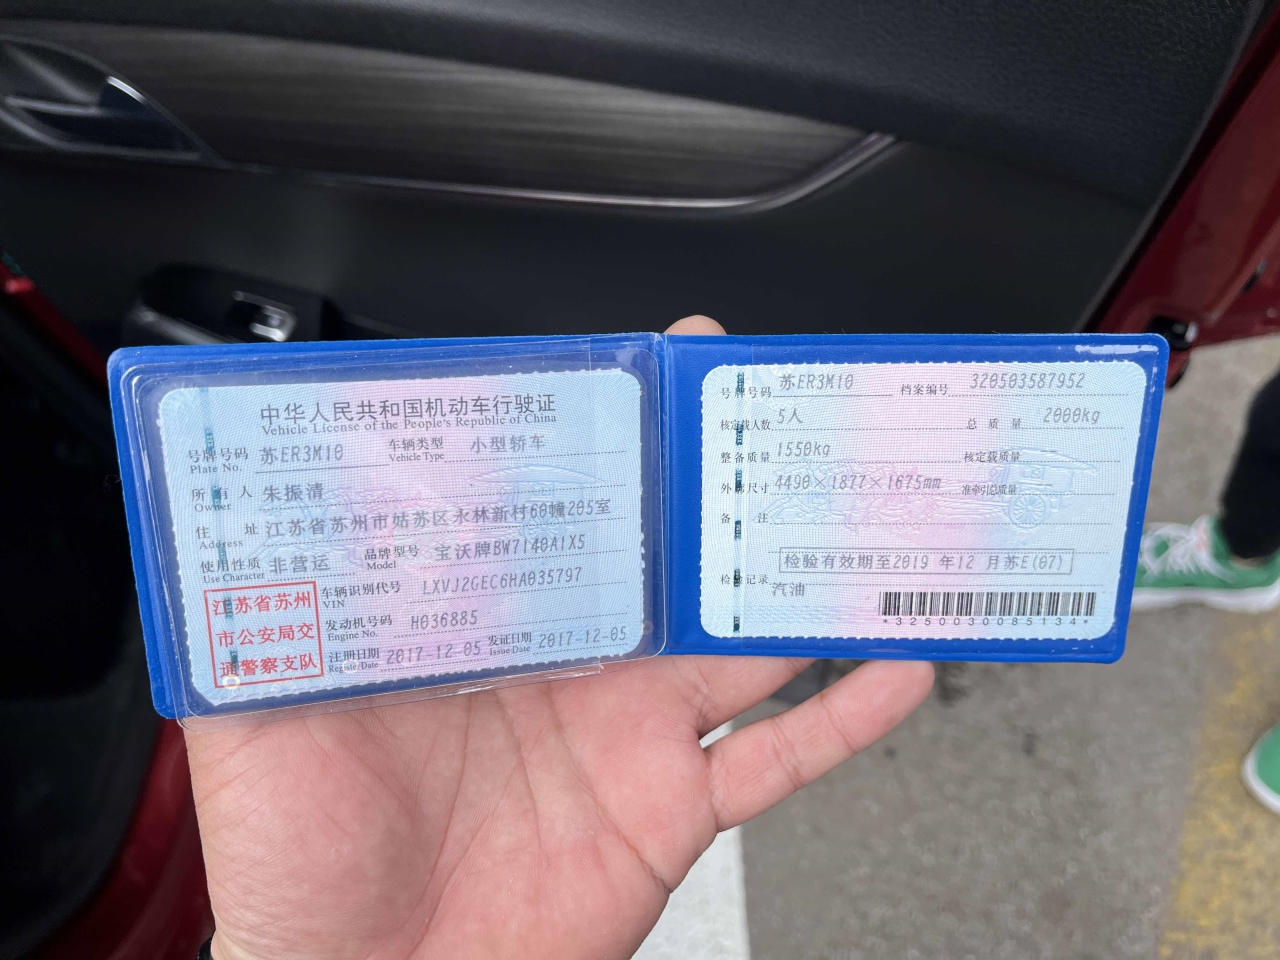 中华人民共和国机动车行驶证
Vehicle License of the People's Republic of China
号牌号码 苏ER3M10 车辆类型 小型轿车
Plate No. Vehicle Type
所有人 朱振清
Owner
住址 江苏省苏州市姑苏区永林新村60幢205室
Address
使用性质 非营运 品牌型号 宝沃牌BW7140A1X5
Use Character Model
江苏省苏州
市公安局交
通警察支队
车辆识别代号 LXVJ2GEC6HA035797
VIN
发动机号码 H036885
Engine No.
注册日期 2017-12-05 发证日期 2017-12-05
Register Date Issue Date
号牌号码 苏ER3M10 档案编号 320503587952
核定载人数 5人 总质量 2000kg
整备质量 1550kg 核定载质量
外廓尺寸 4490×1877×1675mm 准牵引总质量
备注
检验有效期至2019 年12 月苏E(07)
检验记录
汽油
*3250030085134*